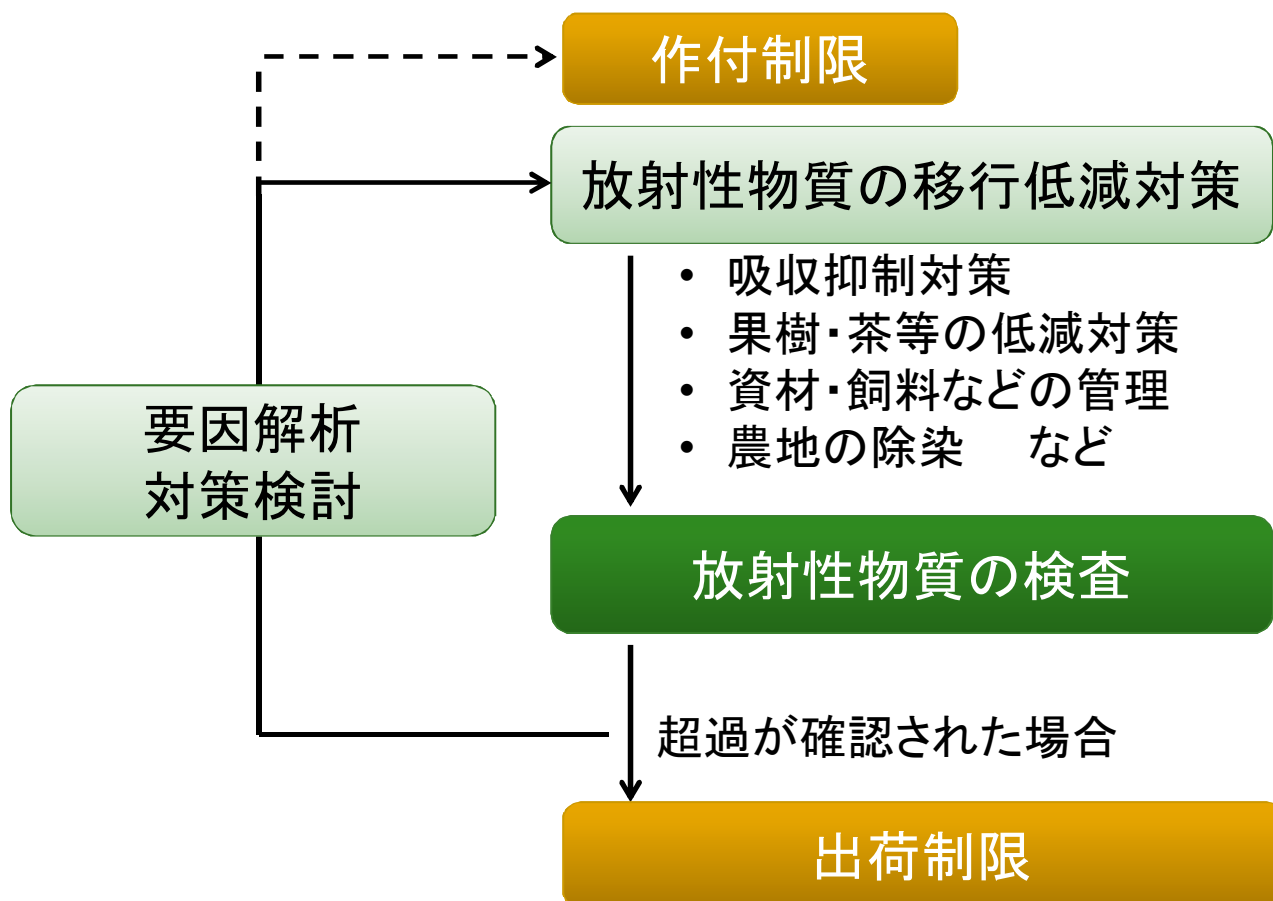 作付制限
放射性物質の移行低減対策
• 吸収抑制対策
• 果樹・茶等の低減対策
• 資材・飼料などの管理
• 農地の除染　など
要因解析
対策検討
放射性物質の検査
超過が確認された場合
出荷制限